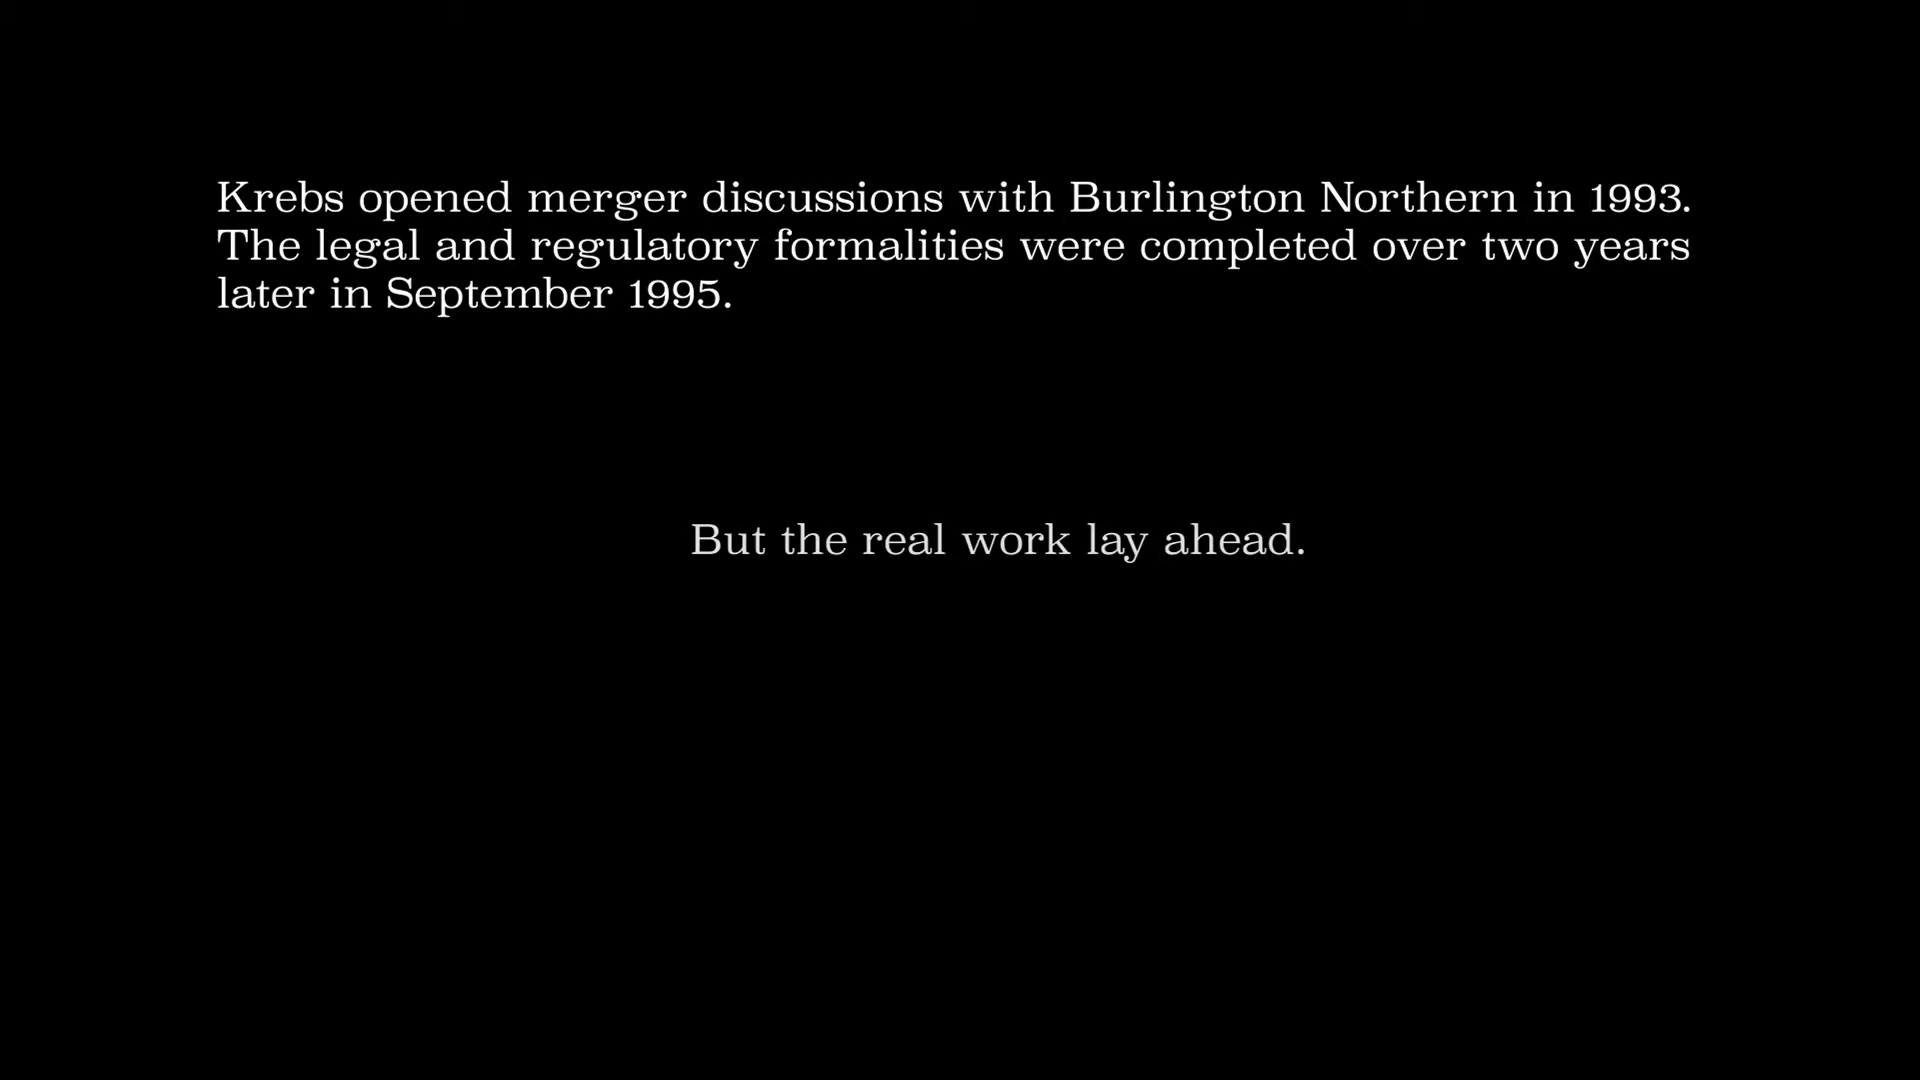 Krebs opened merger discussions with Burlington Northern in 1993.
The legal and regulatory formalities were completed over two years
later in September 1995.
But the real work lay ahead.